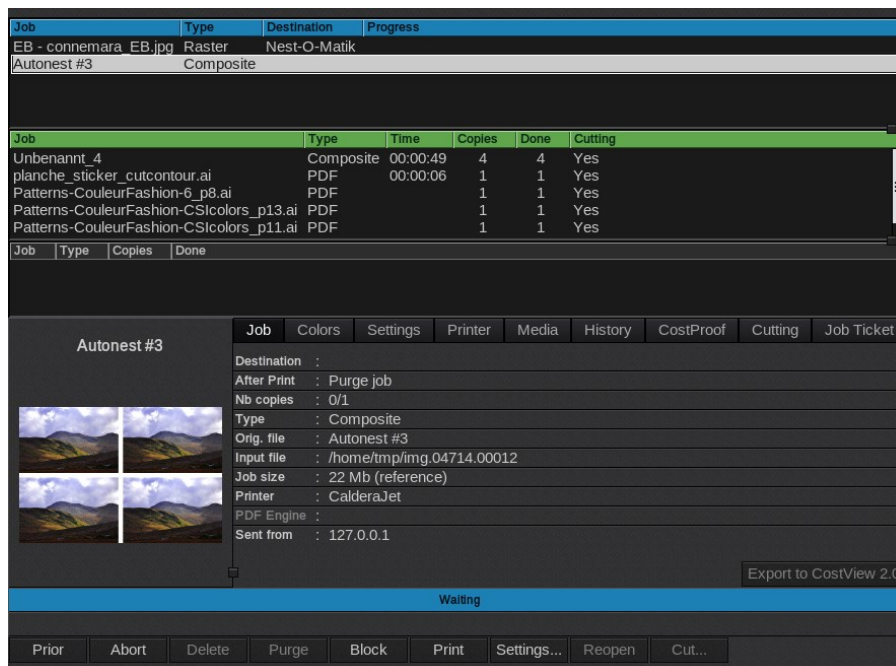 Job Type Destination Progress
EB - connemara_EB.jpg Raster Nest-O-Matik
Autonest #3 Composite
Job Type Time Copies Done Cutting
Unbenannt_4 Composite 00:00:49 4 4 Yes
planche_sticker_cutcontour.ai PDF 00:00:06 1 1 Yes
Patterns-CouleurFashion-6_p8.ai PDF 1 1 Yes
Patterns-CouleurFashion-CSIcolors_p13.ai PDF 1 1 Yes
Patterns-CouleurFashion-CSIcolors_p11.ai PDF 1 1 Yes
Job Type Copies Done
Autonest #3
Job Colors Settings Printer Media History CostProof Cutting Job Ticket
Destination :
After Print : Purge job
Nb copies : 0/1
Type : Composite
Orig. file : Autonest #3
Input file : /home/tmp/img.04714.00012
Job size : 22 Mb (reference)
Printer : CalderaJet
PDF Engine :
Sent from : 127.0.0.1
Export to CostView 2.0
Waiting
Prior Abort Delete Purge Block Print Settings... Reopen Cut...